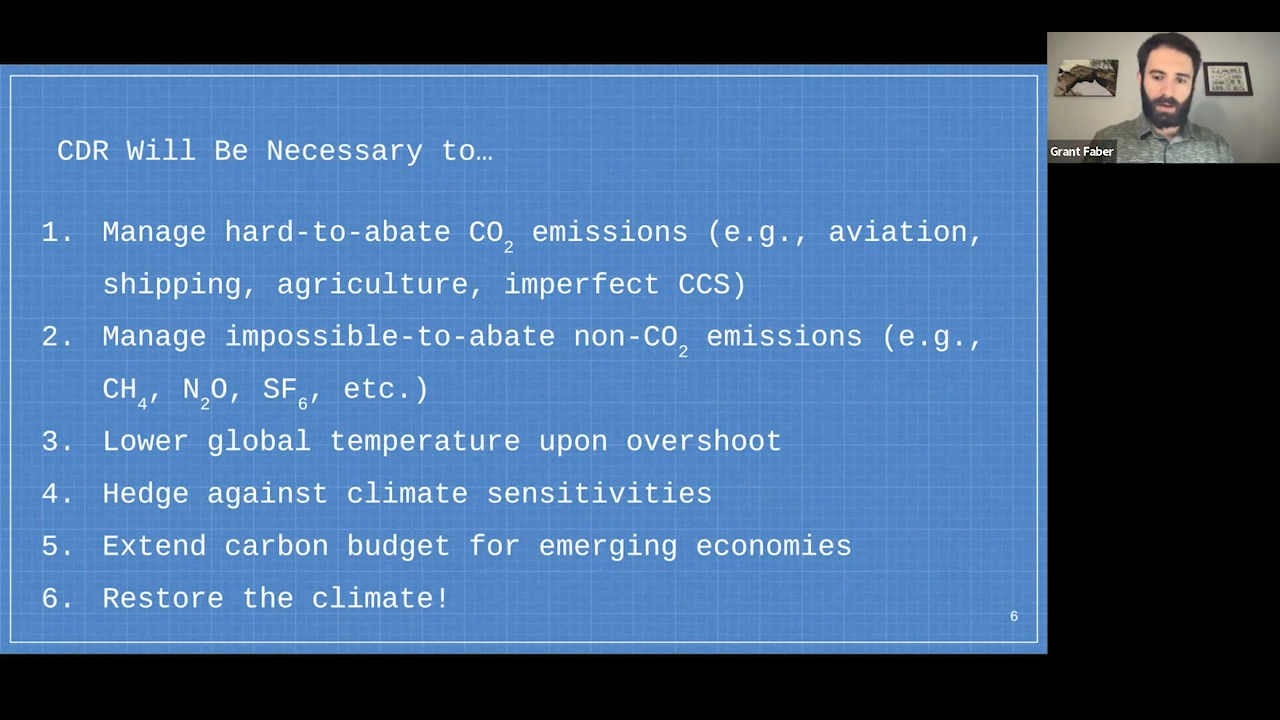 CDR Will Be Necessary to…
1. Manage hard-to-abate CO₂ emissions (e.g., aviation,
shipping, agriculture, imperfect CCS)
2. Manage impossible-to-abate non-CO₂ emissions (e.g.,
CH₄, N₂O, SF₆, etc.)
3. Lower global temperature upon overshoot
4. Hedge against climate sensitivities
5. Extend carbon budget for emerging economies
6. Restore the climate!
6
Grant Faber